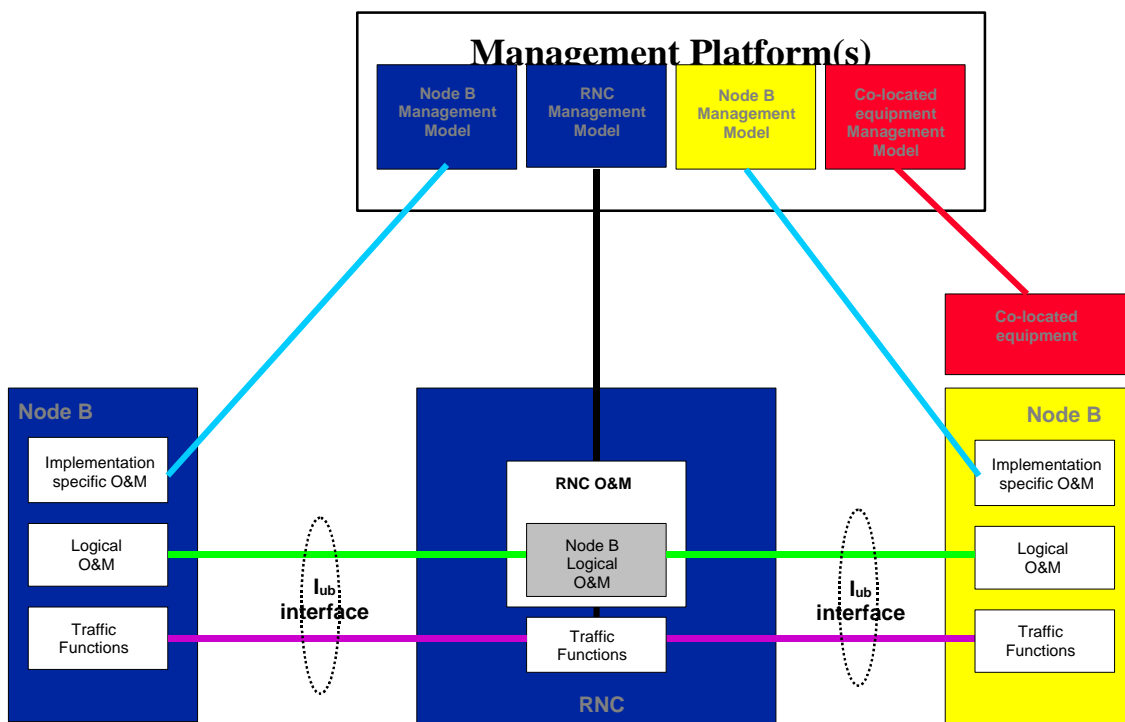 Management Platform(s)
Node B
Management
Model
RNC
Management
Model
Node B
Management
Model
Co-located
equipment
Management
Model
Co-located
equipment
Node B
Implementation
specific O&M
Logical
O&M
Traffic
Functions
Iub
interface
RNC O&M
Node B
Logical
O&M
Traffic
Functions
RNC
Iub
interface
Node B
Implementation
specific O&M
Logical
O&M
Traffic
Functions